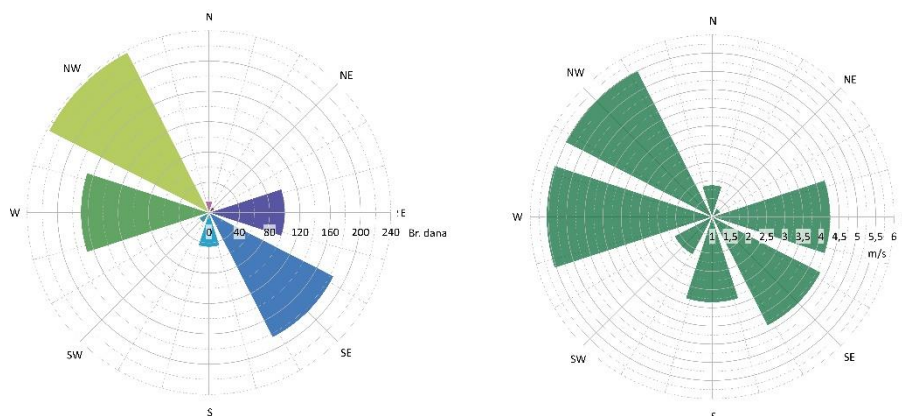 N
NW
NE
W
0 40 80 120 160 200 240
E
Br. dana
SW
SE
S
N
NW
NE
W
1 1,5 2 2,5 3 3,5 4 4,5 5 5,5 6
E
m/s
SW
SE
S